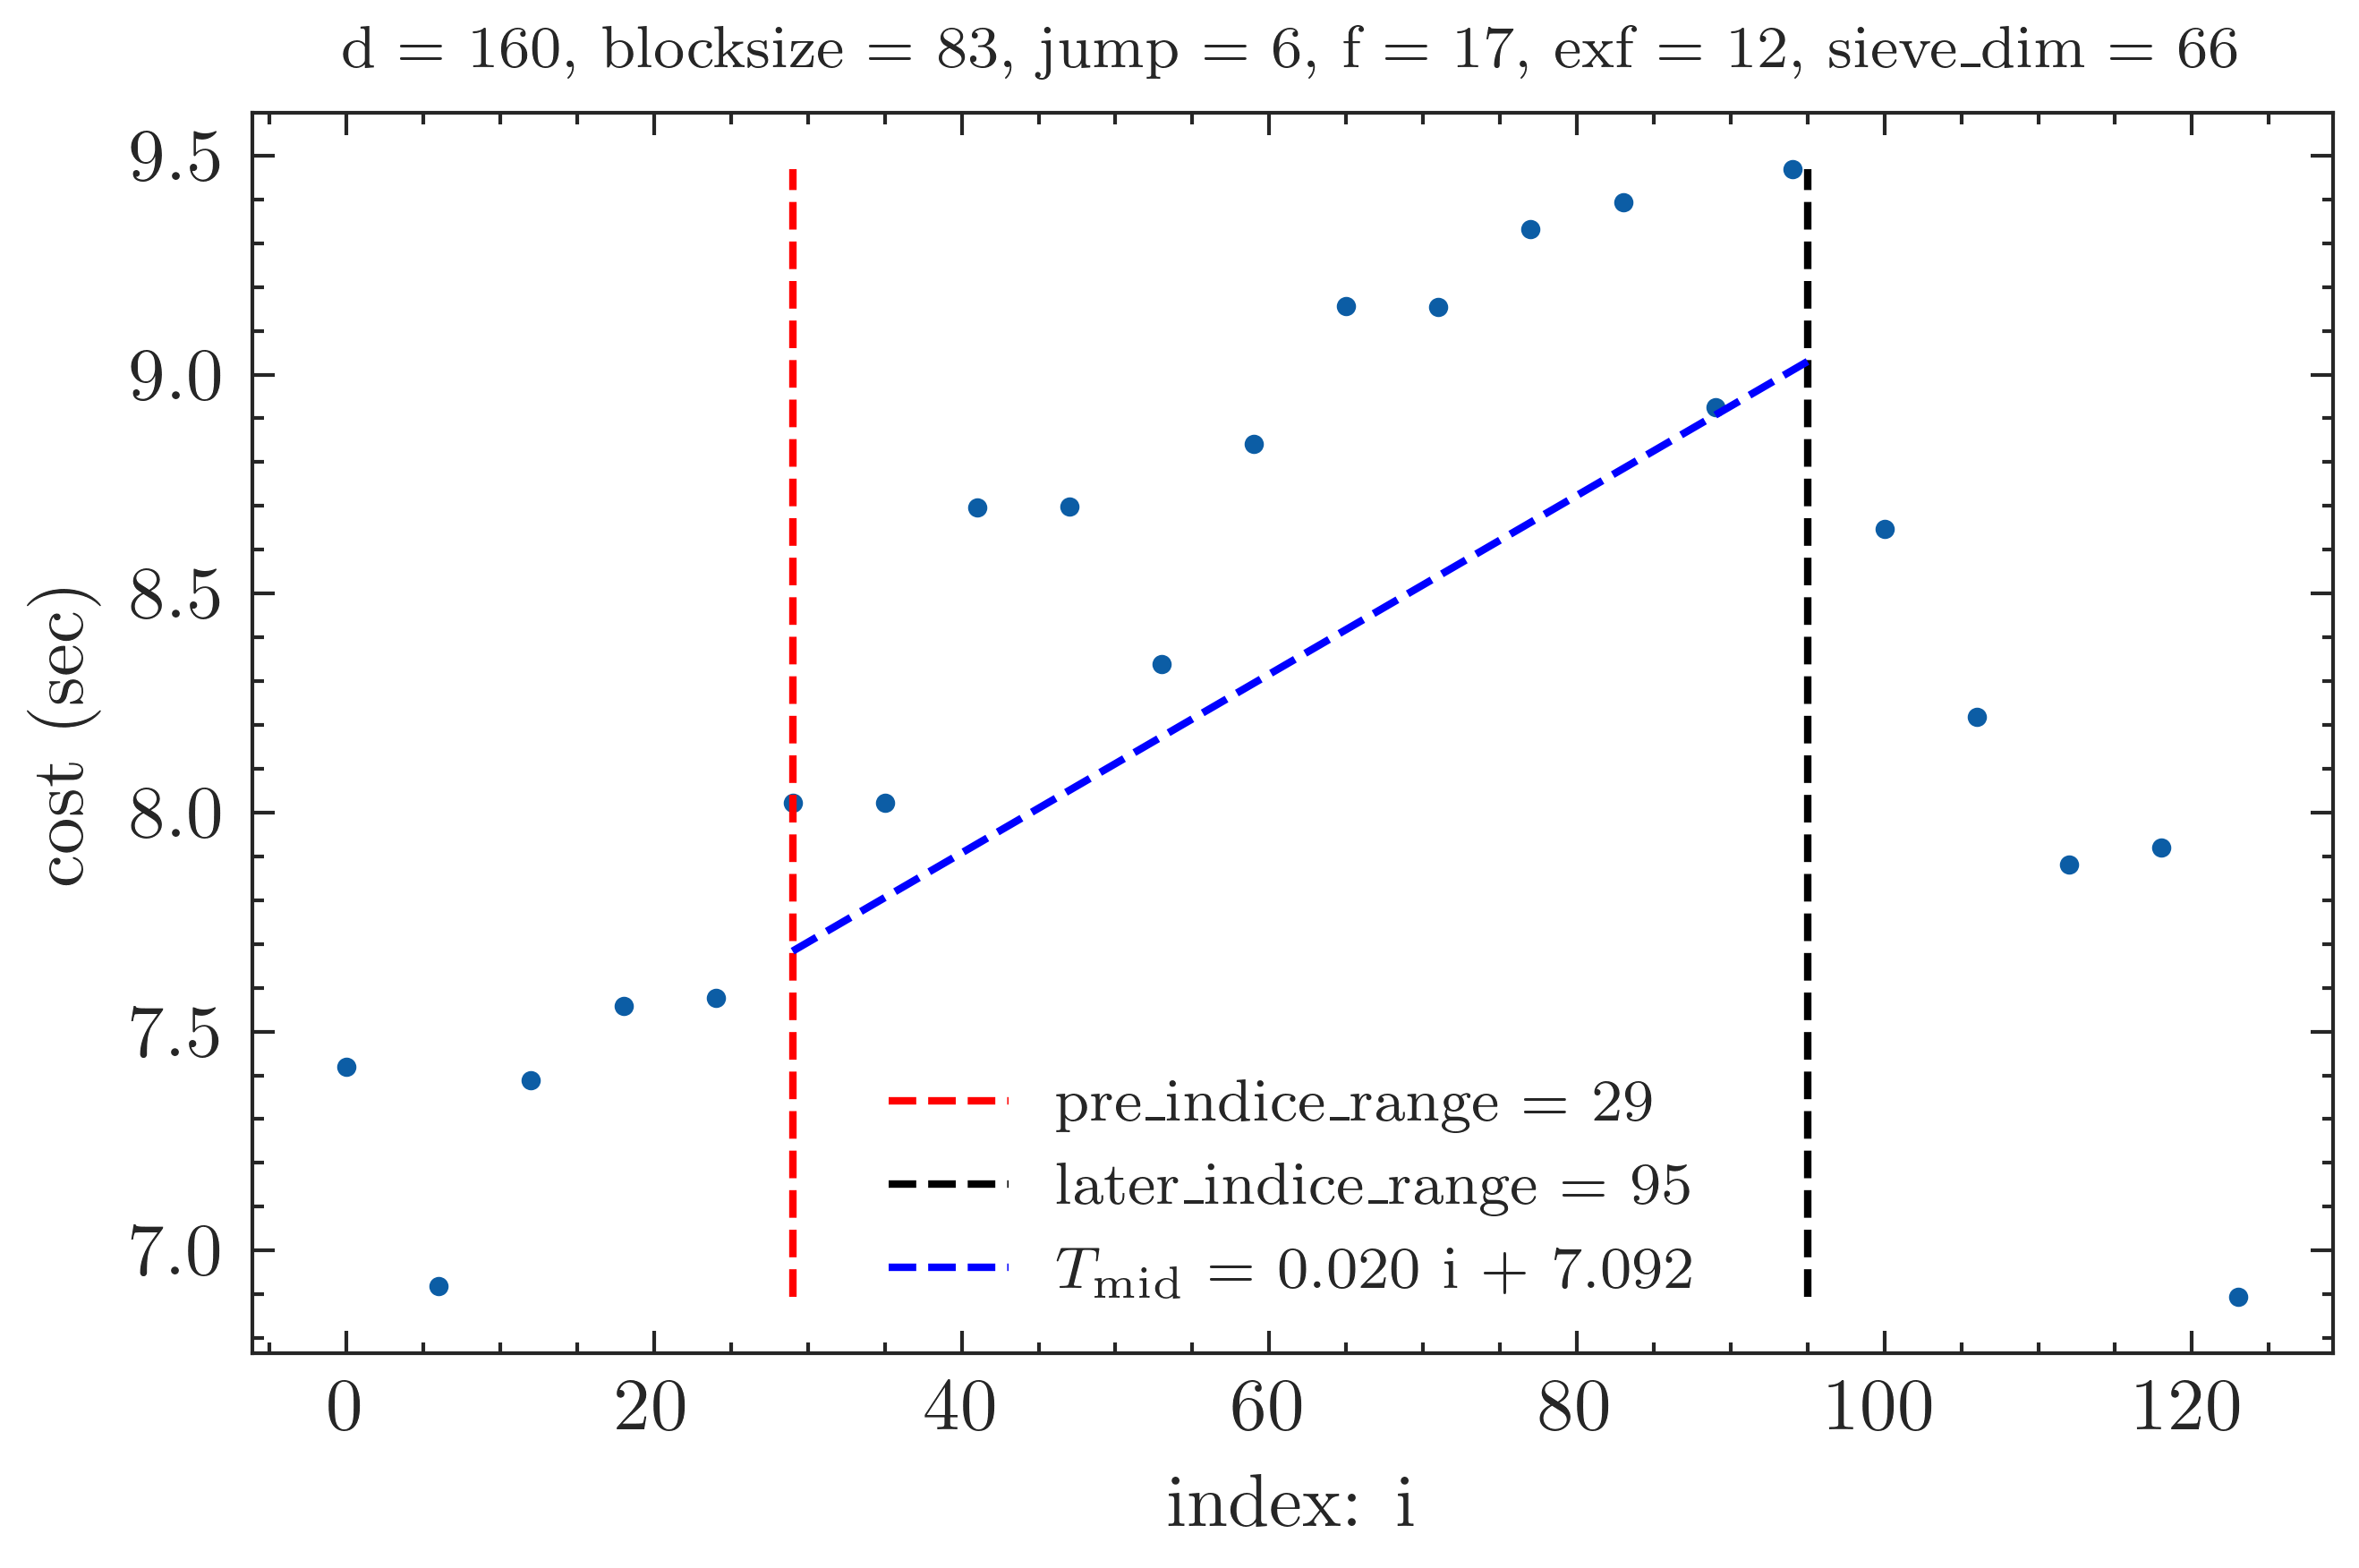 d = 160, blocksize = 83, jump = 6, f = 17, exf = 12, sieve_dim = 66
9.5
9.0
8.5
8.0
7.5
7.0
cost (sec)
pre_indice_range = 29
later_indice_range = 95
T_mid = 0.020 i + 7.092
0 20 40 60 80 100 120
index: i